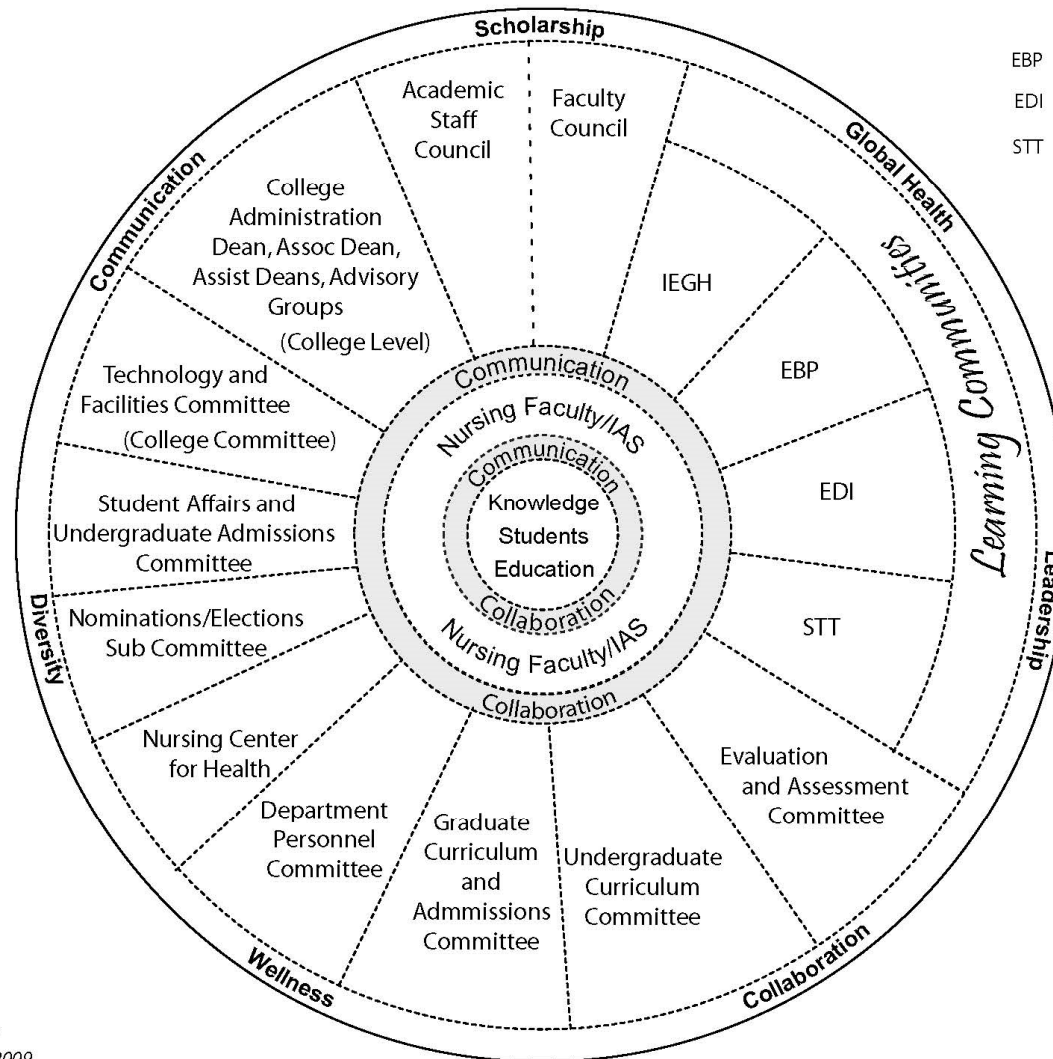 Scholarship
Global Health
Leadership
Collaboration
Wellness
Diversity
Communication
EBP
EDI
STT
Academic
Staff
Council
Faculty
Council
Learning Communities
IEGH
EBP
EDI
STT
Evaluation
and Assessment
Committee
Undergraduate
Curriculum
Committee
Graduate
Curriculum
and
Admmissions
Committee
Department
Personnel
Committee
Nursing Center
for Health
Nominations/Elections
Sub Committee
Student Affairs and
Undergraduate Admissions
Committee
Technology and
Facilities Committee
(College Committee)
College
Administration
Dean, Assoc Dean,
Assist Deans, Advisory
Groups
(College Level)
Communication
Nursing Faculty/IAS
Communication
Knowledge
Students
Education
Collaboration
Nursing Faculty/IAS
Collaboration